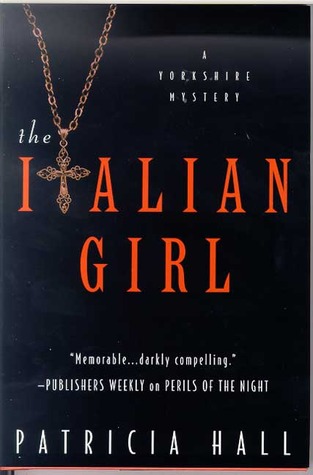 A
YORKSHIRE
MYSTERY
the
ITALIAN
GIRL
"Memorable...darkly compelling."
—PUBLISHERS WEEKLY on PERILS OF THE NIGHT
PATRICIA HALL